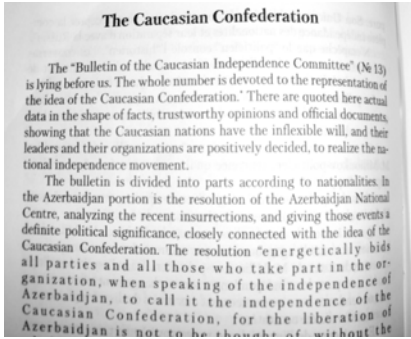 The Caucasian Confederation
The "Bulletin of the Caucasian Independence Committee" (№ 13)
is lying before us. The whole number is devoted to the representation of
the idea of the Caucasian Confederation.* There are quoted here actual
data in the shape of facts, trustworthy opinions and official documents,
showing that the Caucasian nations have the inflexible will, and their
leaders and their organizations are positively decided, to realize the na-
tional independence movement.
The bulletin is divided into parts according to nationalities. In
the Azerbaidjan portion is the resolution of the Azerbaidjan National
Centre, analyzing the recent insurrections, and giving those events a
definite political significance, closely connected with the idea of the
Caucasian Confederation. The resolution "energetically bids
all parties and all those who take part in the or-
ganization, when speaking of the independence of
Azerbaidjan, to call it the independence of the
Caucasian Confederation, for the liberation of
Azerbaidjan is not to be thought of, without the